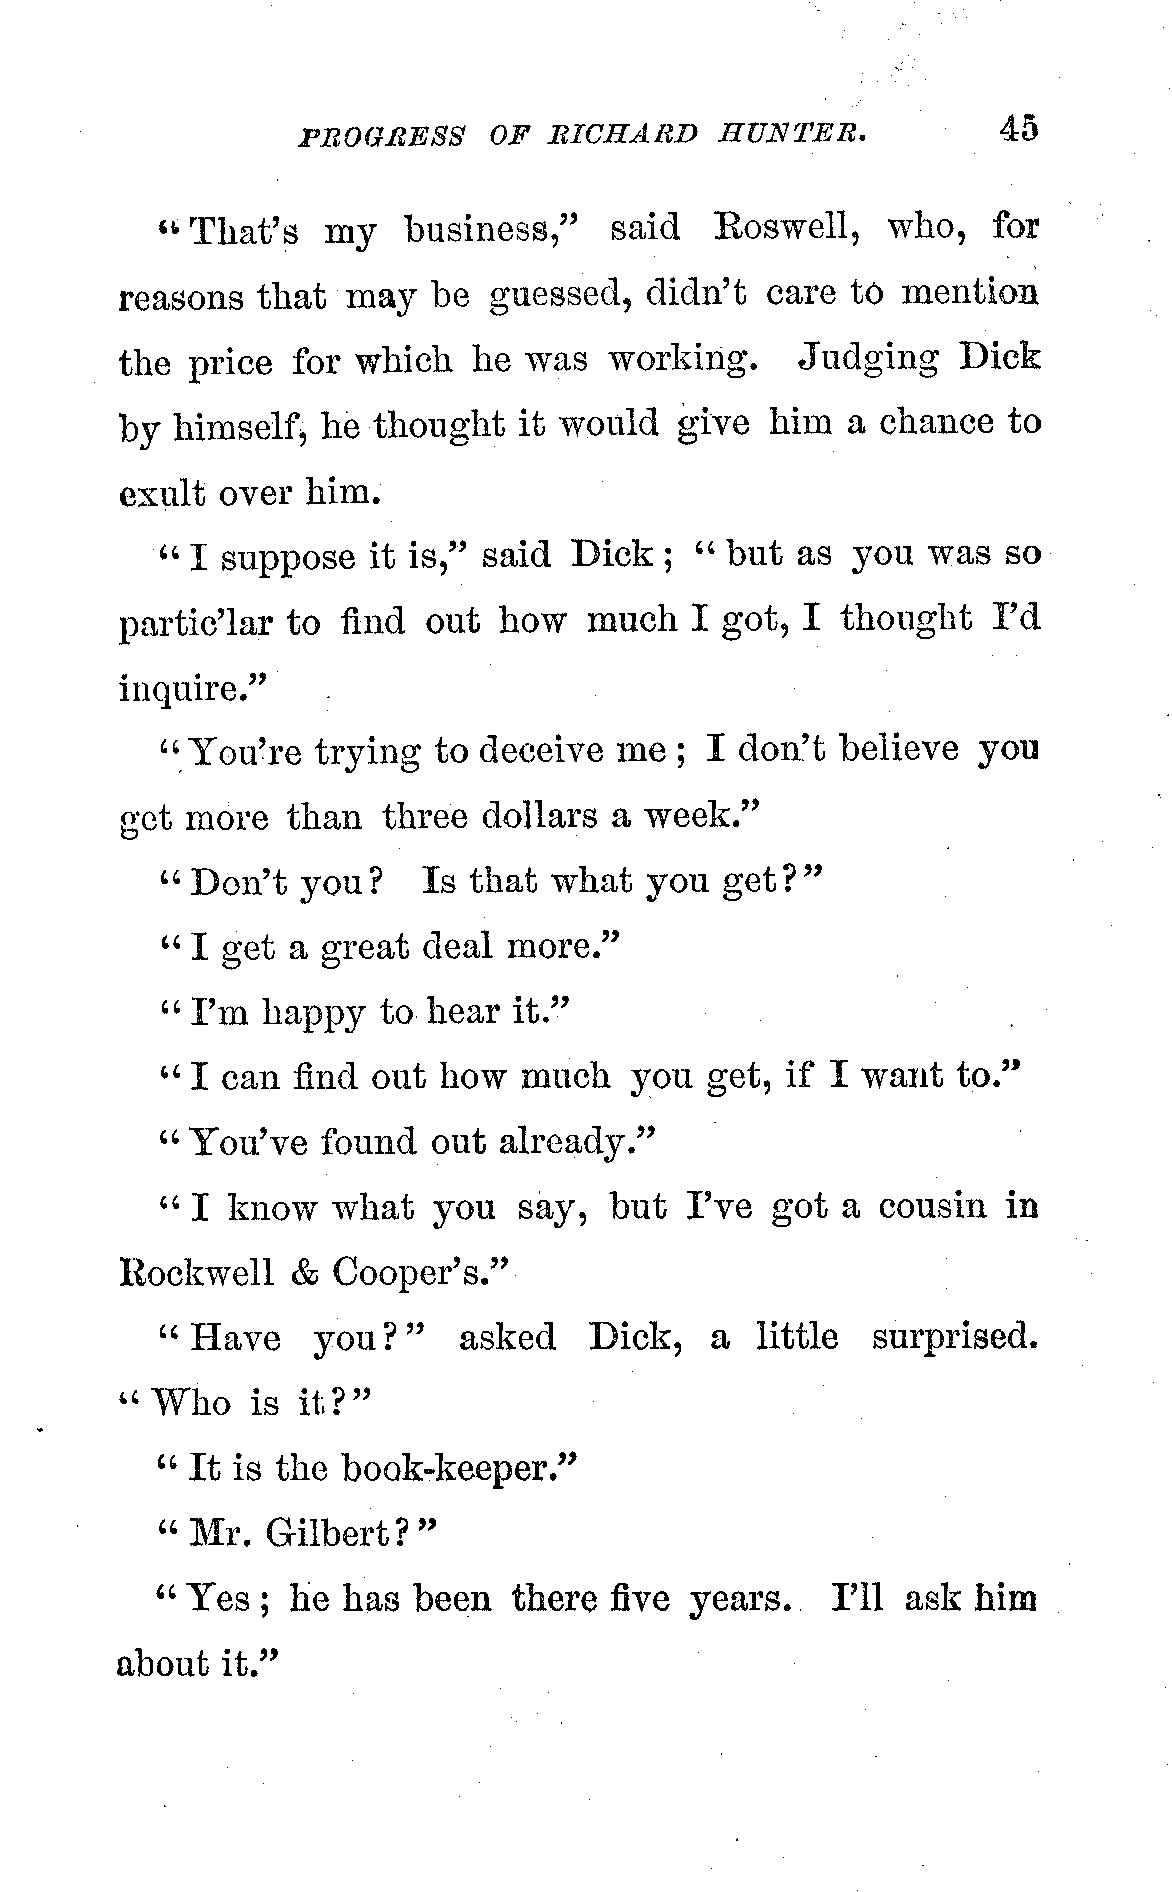 PROGRESS OF RICHARD HUNTER. 45
"That's my business," said Roswell, who, for
reasons that may be guessed, didn't care to mention
the price for which he was working. Judging Dick
by himself, he thought it would give him a chance to
exult over him.
"I suppose it is," said Dick; "but as you was so
partic'lar to find out how much I got, I thought I'd
inquire."
"You're trying to deceive me; I don't believe you
get more than three dollars a week."
"Don't you? Is that what you get?"
"I get a great deal more."
"I'm happy to hear it."
"I can find out how much you get, if I want to."
"You've found out already."
"I know what you say, but I've got a cousin in
Rockwell & Cooper's."
"Have you?" asked Dick, a little surprised.
"Who is it?"
"It is the book-keeper."
"Mr. Gilbert?"
"Yes; he has been there five years. I'll ask him
about it."